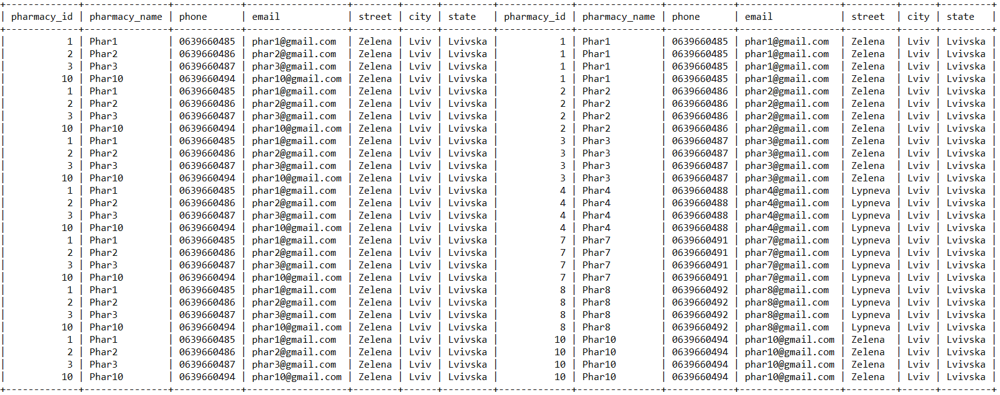 +-------------+---------------+------------+------------------+---------+------+---------+-------------+---------------+------------+------------------+---------+------+---------+
| pharmacy_id | pharmacy_name | phone      | email            | street  | city | state   | pharmacy_id | pharmacy_name | phone      | email            | street  | city | state   |
+-------------+---------------+------------+------------------+---------+------+---------+-------------+---------------+------------+------------------+---------+------+---------+
|           1 | Phar1         | 0639660485 | phar1@gmail.com  | Zelena  | Lviv | Lvivska |           1 | Phar1         | 0639660485 | phar1@gmail.com  | Zelena  | Lviv | Lvivska |
|           2 | Phar2         | 0639660486 | phar2@gmail.com  | Zelena  | Lviv | Lvivska |           1 | Phar1         | 0639660485 | phar1@gmail.com  | Zelena  | Lviv | Lvivska |
|           3 | Phar3         | 0639660487 | phar3@gmail.com  | Zelena  | Lviv | Lvivska |           1 | Phar1         | 0639660485 | phar1@gmail.com  | Zelena  | Lviv | Lvivska |
|          10 | Phar10        | 0639660494 | phar10@gmail.com | Zelena  | Lviv | Lvivska |           1 | Phar1         | 0639660485 | phar1@gmail.com  | Zelena  | Lviv | Lvivska |
|           1 | Phar1         | 0639660485 | phar1@gmail.com  | Zelena  | Lviv | Lvivska |           2 | Phar2         | 0639660486 | phar2@gmail.com  | Zelena  | Lviv | Lvivska |
|           2 | Phar2         | 0639660486 | phar2@gmail.com  | Zelena  | Lviv | Lvivska |           2 | Phar2         | 0639660486 | phar2@gmail.com  | Zelena  | Lviv | Lvivska |
|           3 | Phar3         | 0639660487 | phar3@gmail.com  | Zelena  | Lviv | Lvivska |           2 | Phar2         | 0639660486 | phar2@gmail.com  | Zelena  | Lviv | Lvivska |
|          10 | Phar10        | 0639660494 | phar10@gmail.com | Zelena  | Lviv | Lvivska |           2 | Phar2         | 0639660486 | phar2@gmail.com  | Zelena  | Lviv | Lvivska |
|           1 | Phar1         | 0639660485 | phar1@gmail.com  | Zelena  | Lviv | Lvivska |           3 | Phar3         | 0639660487 | phar3@gmail.com  | Zelena  | Lviv | Lvivska |
|           2 | Phar2         | 0639660486 | phar2@gmail.com  | Zelena  | Lviv | Lvivska |           3 | Phar3         | 0639660487 | phar3@gmail.com  | Zelena  | Lviv | Lvivska |
|           3 | Phar3         | 0639660487 | phar3@gmail.com  | Zelena  | Lviv | Lvivska |           3 | Phar3         | 0639660487 | phar3@gmail.com  | Zelena  | Lviv | Lvivska |
|          10 | Phar10        | 0639660494 | phar10@gmail.com | Zelena  | Lviv | Lvivska |           3 | Phar3         | 0639660487 | phar3@gmail.com  | Zelena  | Lviv | Lvivska |
|           1 | Phar1         | 0639660485 | phar1@gmail.com  | Zelena  | Lviv | Lvivska |           4 | Phar4         | 0639660488 | phar4@gmail.com  | Lypneva | Lviv | Lvivska |
|           2 | Phar2         | 0639660486 | phar2@gmail.com  | Zelena  | Lviv | Lvivska |           4 | Phar4         | 0639660488 | phar4@gmail.com  | Lypneva | Lviv | Lvivska |
|           3 | Phar3         | 0639660487 | phar3@gmail.com  | Zelena  | Lviv | Lvivska |           4 | Phar4         | 0639660488 | phar4@gmail.com  | Lypneva | Lviv | Lvivska |
|          10 | Phar10        | 0639660494 | phar10@gmail.com | Zelena  | Lviv | Lvivska |           4 | Phar4         | 0639660488 | phar4@gmail.com  | Lypneva | Lviv | Lvivska |
|           1 | Phar1         | 0639660485 | phar1@gmail.com  | Zelena  | Lviv | Lvivska |           7 | Phar7         | 0639660491 | phar7@gmail.com  | Lypneva | Lviv | Lvivska |
|           2 | Phar2         | 0639660486 | phar2@gmail.com  | Zelena  | Lviv | Lvivska |           7 | Phar7         | 0639660491 | phar7@gmail.com  | Lypneva | Lviv | Lvivska |
|           3 | Phar3         | 0639660487 | phar3@gmail.com  | Zelena  | Lviv | Lvivska |           7 | Phar7         | 0639660491 | phar7@gmail.com  | Lypneva | Lviv | Lvivska |
|          10 | Phar10        | 0639660494 | phar10@gmail.com | Zelena  | Lviv | Lvivska |           7 | Phar7         | 0639660491 | phar7@gmail.com  | Lypneva | Lviv | Lvivska |
|           1 | Phar1         | 0639660485 | phar1@gmail.com  | Zelena  | Lviv | Lvivska |           8 | Phar8         | 0639660492 | phar8@gmail.com  | Lypneva | Lviv | Lvivska |
|           2 | Phar2         | 0639660486 | phar2@gmail.com  | Zelena  | Lviv | Lvivska |           8 | Phar8         | 0639660492 | phar8@gmail.com  | Lypneva | Lviv | Lvivska |
|           3 | Phar3         | 0639660487 | phar3@gmail.com  | Zelena  | Lviv | Lvivska |           8 | Phar8         | 0639660492 | phar8@gmail.com  | Lypneva | Lviv | Lvivska |
|          10 | Phar10        | 0639660494 | phar10@gmail.com | Zelena  | Lviv | Lvivska |           8 | Phar8         | 0639660492 | phar8@gmail.com  | Lypneva | Lviv | Lvivska |
|           1 | Phar1         | 0639660485 | phar1@gmail.com  | Zelena  | Lviv | Lvivska |          10 | Phar10        | 0639660494 | phar10@gmail.com | Zelena  | Lviv | Lvivska |
|           2 | Phar2         | 0639660486 | phar2@gmail.com  | Zelena  | Lviv | Lvivska |          10 | Phar10        | 0639660494 | phar10@gmail.com | Zelena  | Lviv | Lvivska |
|           3 | Phar3         | 0639660487 | phar3@gmail.com  | Zelena  | Lviv | Lvivska |          10 | Phar10        | 0639660494 | phar10@gmail.com | Zelena  | Lviv | Lvivska |
|          10 | Phar10        | 0639660494 | phar10@gmail.com | Zelena  | Lviv | Lvivska |          10 | Phar10        | 0639660494 | phar10@gmail.com | Zelena  | Lviv | Lvivska |
+-------------+---------------+------------+------------------+---------+------+---------+-------------+---------------+------------+------------------+---------+------+---------+